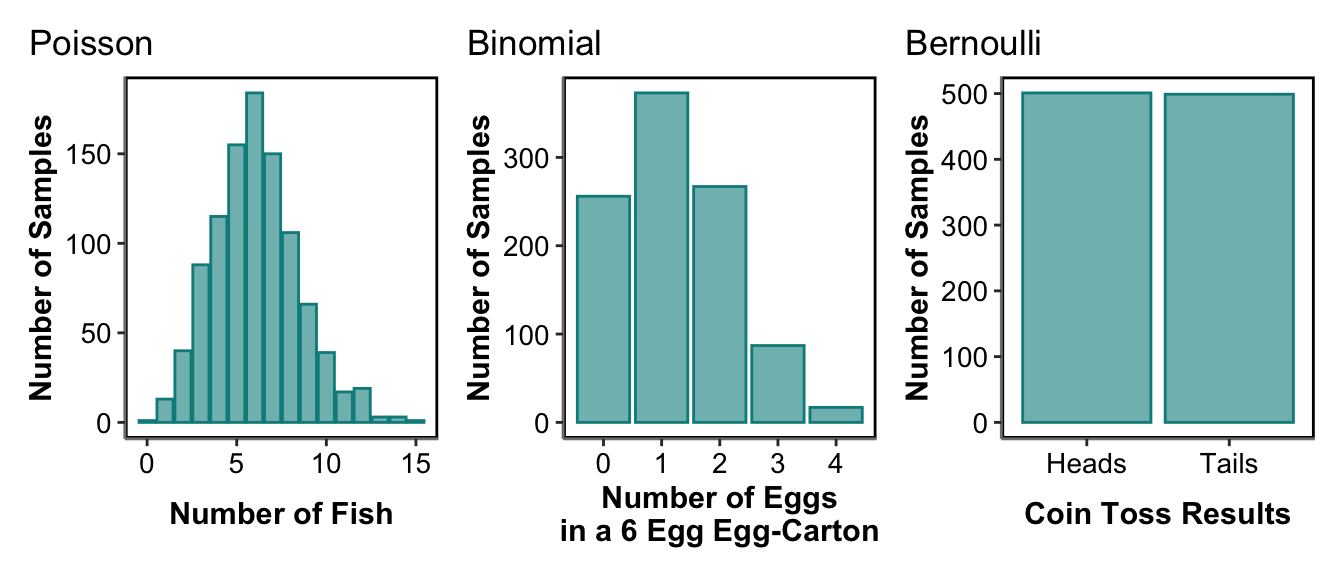 Poisson
Number of Samples
150
100
50
0
0 5 10 15
Number of Fish
Binomial
Number of Samples
300
200
100
0
0 1 2 3 4
Number of Eggs
in a 6 Egg Egg-Carton
Bernoulli
Number of Samples
500
400
300
200
100
0
Heads Tails
Coin Toss Results